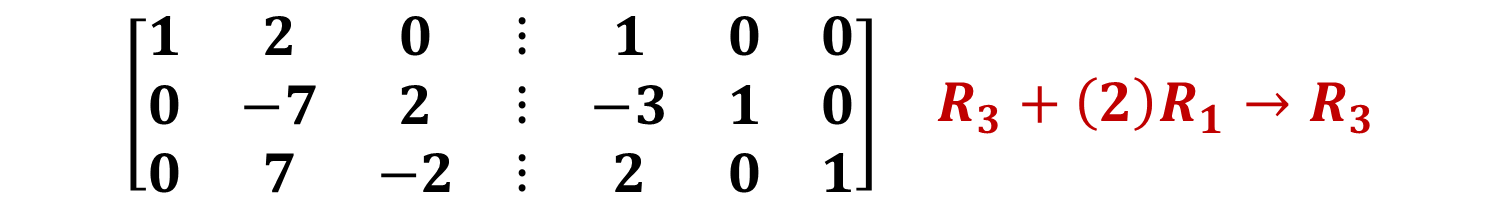 [1 2 0 ⋮ 1 0 0]
[0 −7 2 ⋮ −3 1 0] R₃ + (2)R₁ → R₃
[0 7 −2 ⋮ 2 0 1]